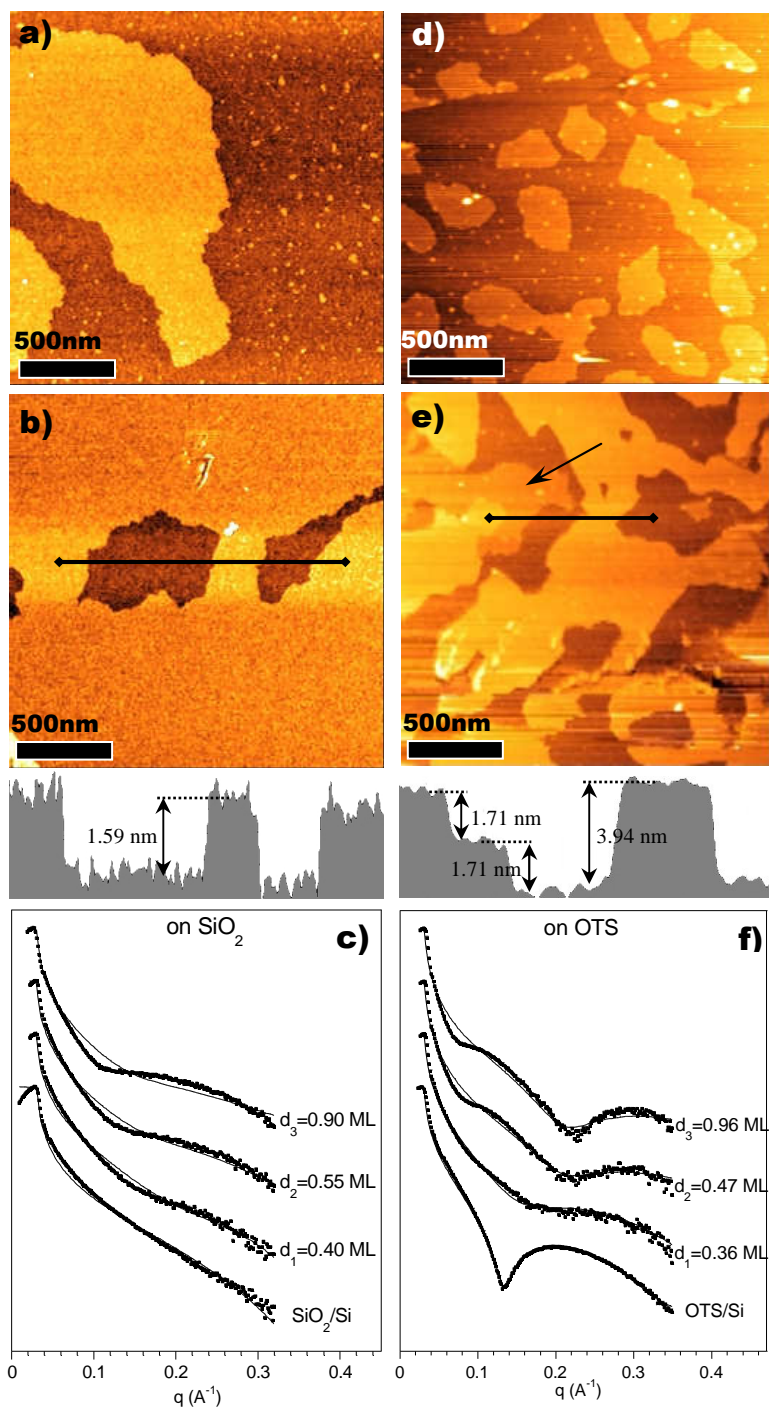 a)
500nm
b)
500nm
1.59 nm
on SiO₂
c)
d₃=0.90 ML
d₂=0.55 ML
d₁=0.40 ML
SiO₂/Si
0 0.1 0.2 0.3 0.4
q (A⁻¹)
d)
500nm
e)
500nm
1.71 nm
1.71 nm
3.94 nm
on OTS
f)
d₃=0.96 ML
d₂=0.47 ML
d₁=0.36 ML
OTS/Si
0 0.1 0.2 0.3 0.4
q (A⁻¹)